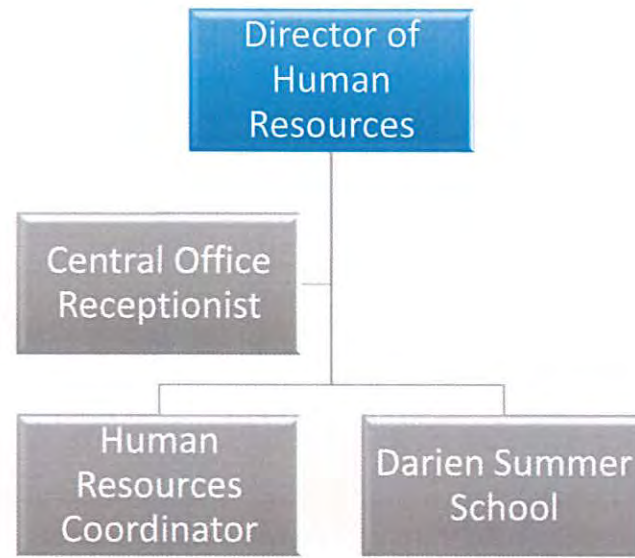 Director of
Human
Resources
Central Office
Receptionist
Human
Resources
Coordinator
Darien Summer
School